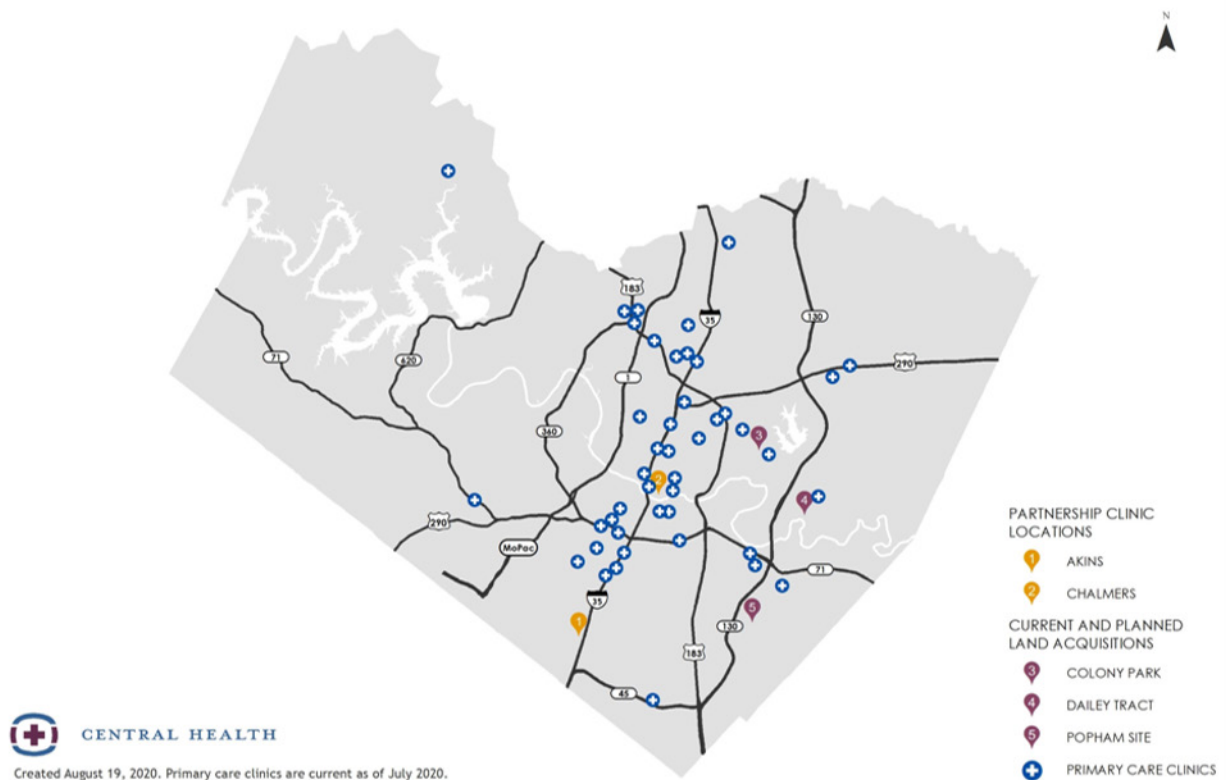 N
183
35
130
71
620
1
290
360
3
2
4
290
MoPac
71
35
1
5
130
183
45
PARTNERSHIP CLINIC
LOCATIONS
1 AKINS
2 CHALMERS
CURRENT AND PLANNED
LAND ACQUISITIONS
3 COLONY PARK
4 DAILEY TRACT
5 POPHAM SITE
PRIMARY CARE CLINICS
CENTRAL HEALTH
Created August 19, 2020. Primary care clinics are current as of July 2020.